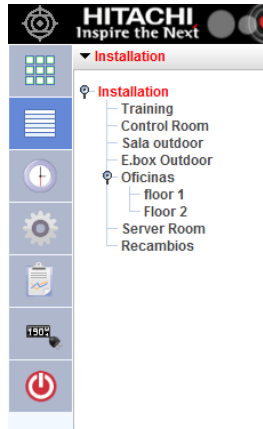 HITACHI
Inspire the Next
Installation
Installation
Training
Control Room
Sala outdoor
E.box Outdoor
Oficinas
floor 1
Floor 2
Server Room
Recambios